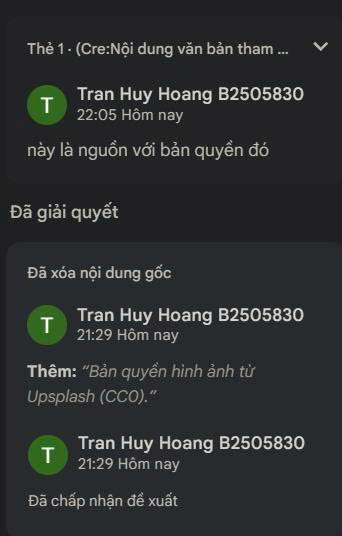 Thẻ 1 · (Cre:Nội dung văn bản tham ...
T
Tran Huy Hoang B2505830
22:05 Hôm nay
này là nguồn với bản quyền đó
Đã giải quyết
Đã xóa nội dung gốc
T
Tran Huy Hoang B2505830
21:29 Hôm nay
Thêm: “Bản quyền hình ảnh từ
Upsplash (CC0).”
T
Tran Huy Hoang B2505830
21:29 Hôm nay
Đã chấp nhận đề xuất